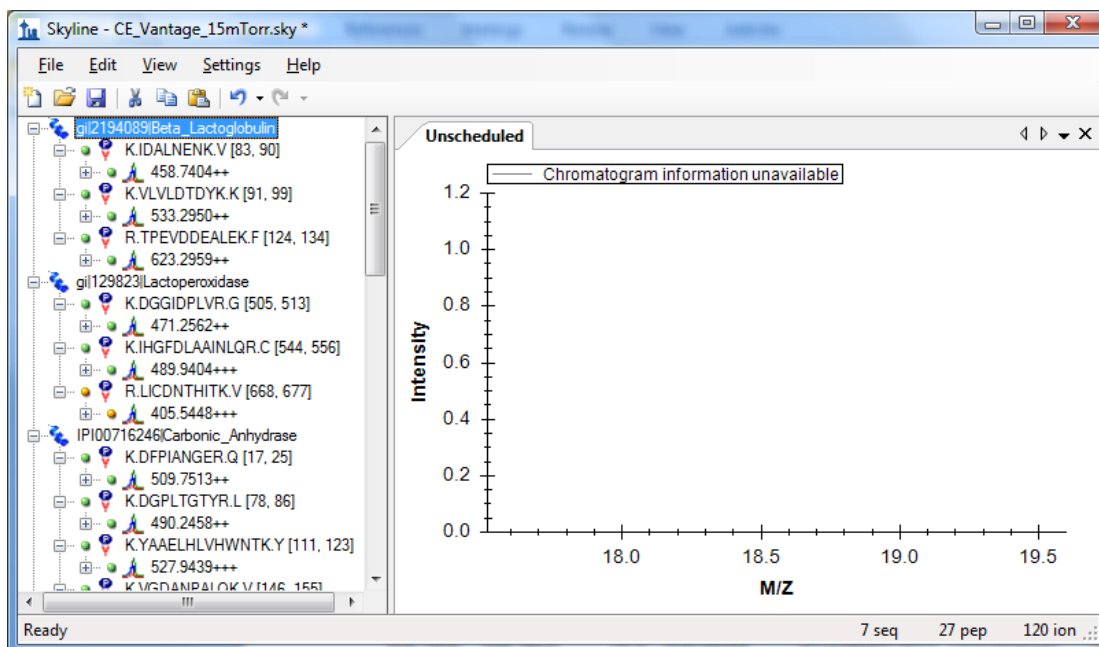 Skyline - CE_Vantage_15mTorr.sky *
File Edit View Settings Help
gi|2194089|Beta_Lactoglobulin
K.IDALNENK.V [83, 90]
458.7404++
K.VLVLDTDYK.K [91, 99]
533.2950++
R.TPEVDDEALEK.F [124, 134]
623.2959++
gi|129823|Lactoperoxidase
K.DGGIDPLVR.G [505, 513]
471.2562++
K.IHGFDLAAINLQR.C [544, 556]
489.9404+++
R.LICDNTHITK.V [668, 677]
405.5448+++
IPI00716246|Carbonic_Anhydrase
K.DFPIANGER.Q [17, 25]
509.7513++
K.DGPLTGTYR.L [78, 86]
490.2458++
K.YAAELHLVHWNTK.Y [111, 123]
527.9439+++
K.VGDANPALQK.V [146, 155]
Unscheduled
Chromatogram information unavailable
1.2
1.0
0.8
0.6
0.4
0.2
0.0
Intensity
18.0 18.5 19.0 19.5
M/Z
Ready 7 seq 27 pep 120 ion